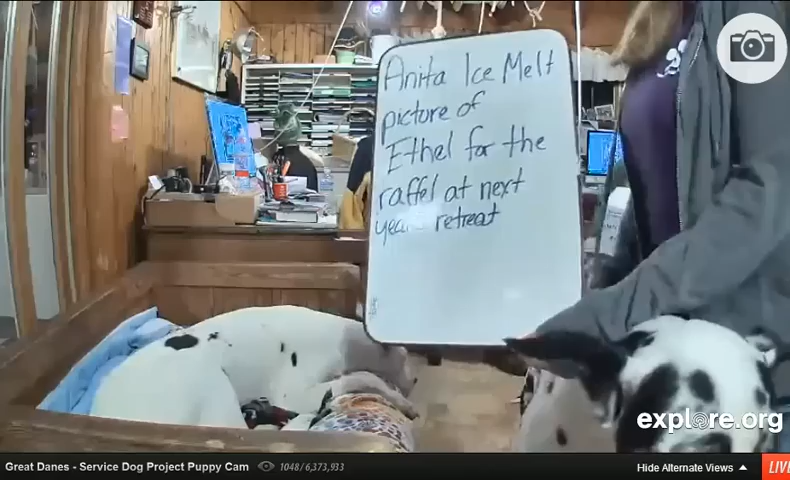 Anita Ice Melt
picture of
Ethel for the
raffel at next
years retreat
explore.org
Great Danes - Service Dog Project Puppy Cam
1048/6,373,933
Hide Alternate Views
LIVE